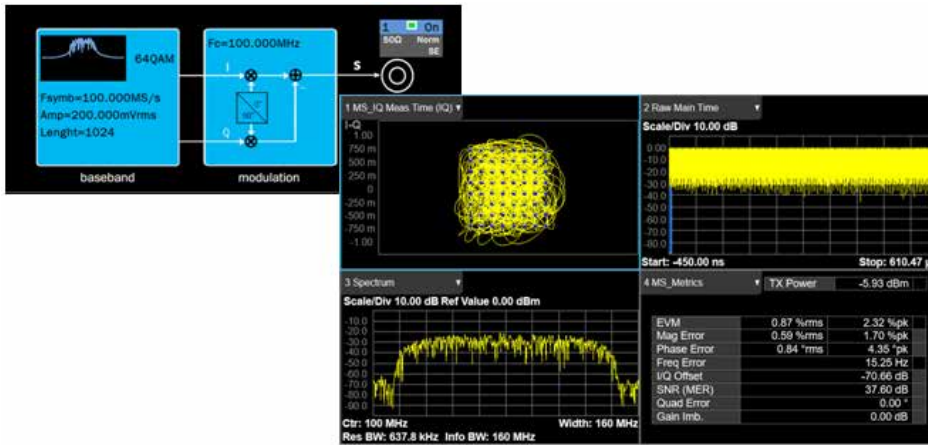 64QAM
Fsymb=100.000MS/s
Amp=200.000mVrms
Lenght=1024
baseband
Fc=100.000MHz
I
Q
modulation
S
1 On
50Ω Norm
SE
1 MS_IQ Meas Time (IQ)
I-Q
1.00
750 m
500 m
250 m
0
-250 m
-500 m
-750 m
-1.00
2 Raw Main Time
Scale/Div 10.00 dB
0.00
-10.0
-20.0
-30.0
-40.0
-50.0
-60.0
-70.0
-80.0
Start: -450.00 ns Stop: 610.47
3 Spectrum
Scale/Div 10.00 dB Ref Value 0.00 dBm
-10.0
-20.0
-30.0
-40.0
-50.0
-60.0
-70.0
-80.0
-90.0
Ctr: 100 MHz Width: 160 MHz
Res BW: 637.8 kHz Info BW: 160 MHz
4 MS_Metrics TX Power -5.93 dBm
EVM 0.87 %rms 2.32 %pk
Mag Error 0.59 %rms 1.70 %pk
Phase Error 0.84 °rms 4.35 °pk
Freq Error 15.25 Hz
I/Q Offset -70.66 dB
SNR (MER) 37.60 dB
Quad Error 0.00 °
Gain Imb. 0.00 dB